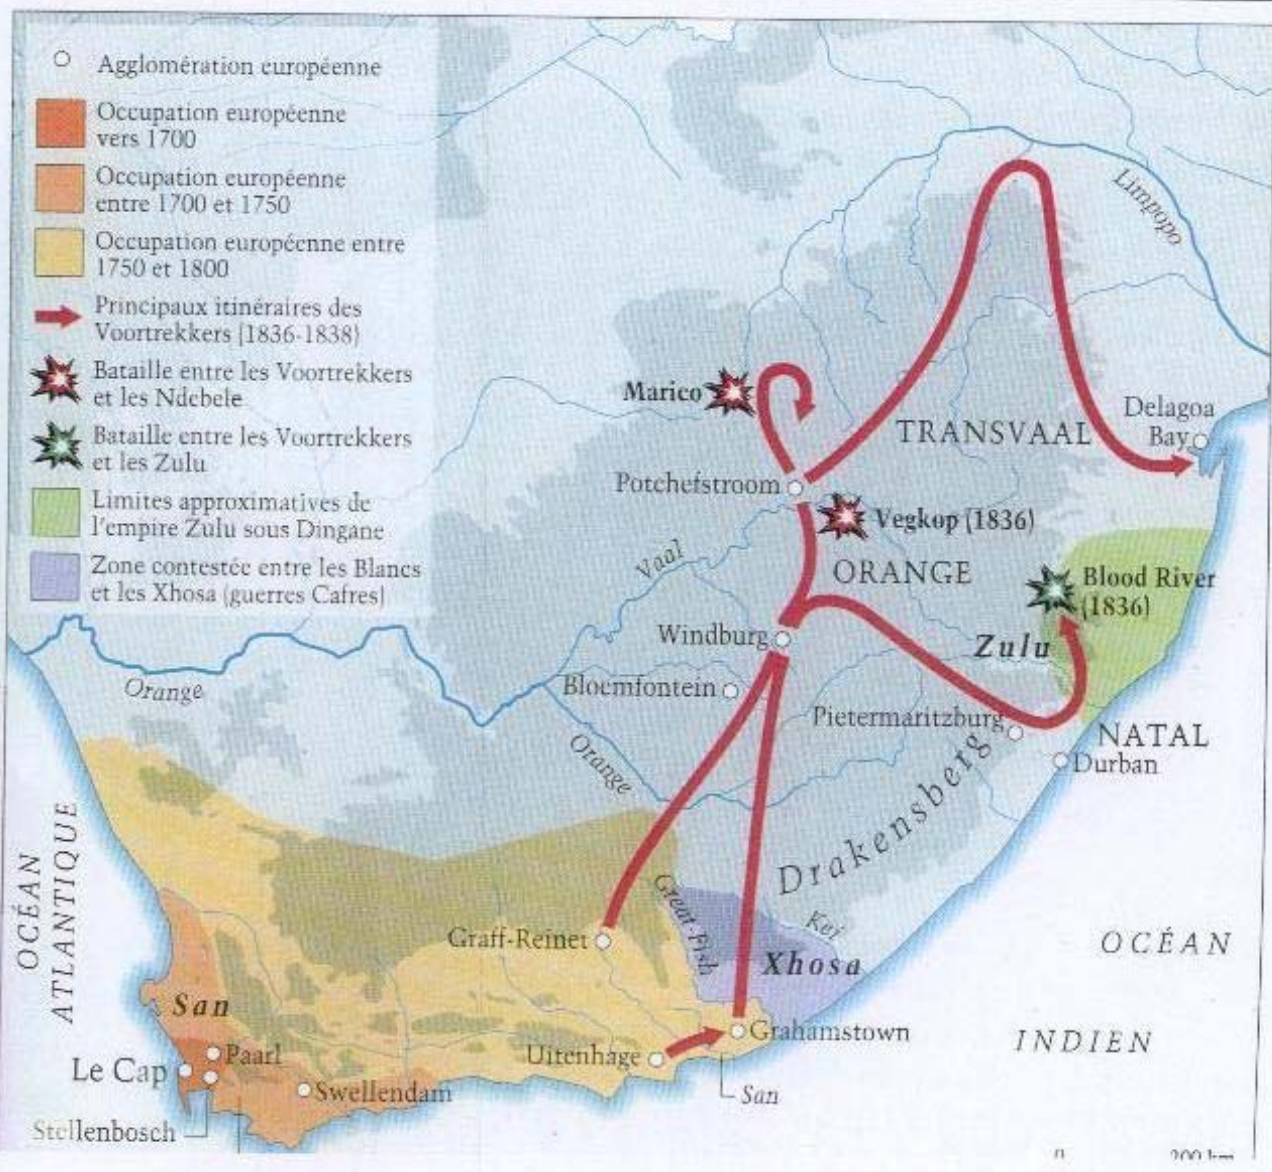 Agglomération européenne
Occupation européenne
vers 1700
Occupation européenne
entre 1700 et 1750
Occupation européenne entre
1750 et 1800
Principaux itinéraires des
Voortrekkers (1836-1838)
Bataille entre les Voortrekkers
et les Ndebele
Bataille entre les Voortrekkers
et les Zulu
Limites approximatives de
l'empire Zulu sous Dingane
Zone contestée entre les Blancs
et les Xhosa (guerres Cafres)
Limpopo
Marico
TRANSVAAL
Delagoa
Bay
Potchefstroom
Vegkop (1836)
Vaal
ORANGE
Blood River
(1836)
Windburg
Zulu
Orange
Bloemfontein
Pietermaritzburg
NATAL
Durban
Orange
Drakensberg
OCÉAN
ATLANTIQUE
Great-Fish
Kei
Graff-Reinet
Xhosa
OCÉAN
INDIEN
San
Grahamstown
Paarl
Uitenhage
Le Cap
Swellendam
San
Stellenbosch